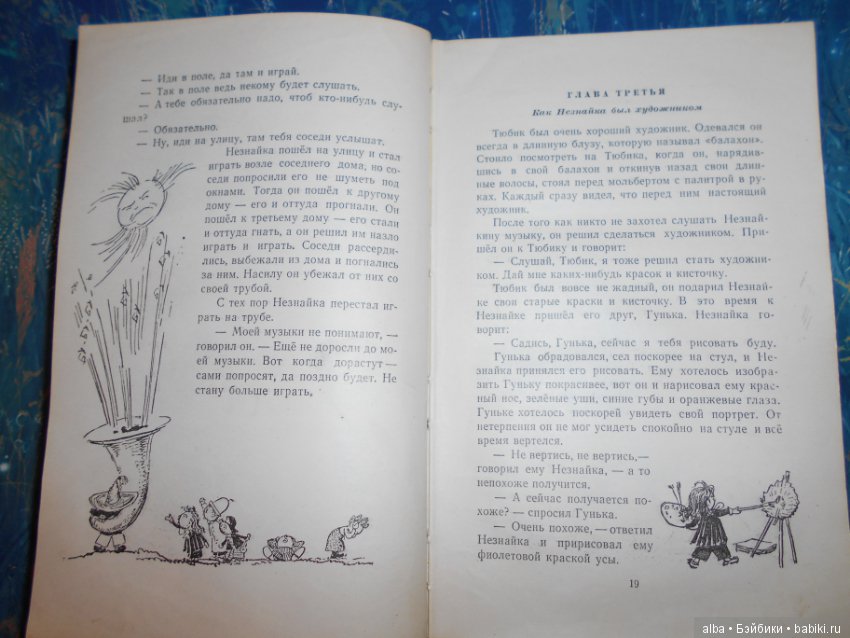 — Иди в поле, да там и играй.
— Так в поле ведь некому будет слушать.
— А тебе обязательно надо, чтоб кто-нибудь слу-
шал?
— Обязательно.
— Ну, иди на улицу, там тебя соседи услышат.
Незнайка пошёл на улицу и стал
играть возле соседнего дома, но со-
седи попросили его не шуметь под
окнами. Тогда он пошёл к другому
дому — его и оттуда прогнали. Он
пошёл к третьему дому — его стали
и оттуда гнать, а он решил им назло
играть и играть. Соседи рассерди-
лись, выбежали из дома и погнались
за ним. Насилу он убежал от них со
своей трубой.
С тех пор Незнайка перестал иг-
рать на трубе.
— Моей музыки не понимают, —
говорил он. — Ещё не доросли до мо-
ей музыки. Вот когда дорастут —
сами попросят, да поздно будет. Не
стану больше играть.
ГЛАВА ТРЕТЬЯ
Как Незнайка был художником
Тюбик был очень хороший художник. Одевался он
всегда в длинную блузу, которую называл «балахон».
Стоило посмотреть на Тюбика, когда он, нарядив-
шись в свой балахон и откинув назад свои длин-
ные волосы, стоял перед мольбертом с палитрой в ру-
ках. Каждый сразу видел, что перед ним настоящий
художник.
После того как никто не захотел слушать Незнай-
кину музыку, он решил сделаться художником. При-
шёл он к Тюбику и говорит:
— Слушай, Тюбик, я тоже решил стать художни-
ком. Дай мне каких-нибудь красок и кисточку.
Тюбик был вовсе не жадный, он подарил Незнай-
ке свои старые краски и кисточку. В это время к
Незнайке пришёл его друг, Гунька. Незнайка го-
ворит:
— Садись, Гунька, сейчас я тебя рисовать буду.
Гунька обрадовался, сел поскорее на стул, и Не-
знайка принялся его рисовать. Ему хотелось изобра-
зить Гуньку покрасивее, вот он и нарисовал ему крас-
ный нос, зелёные уши, синие губы и оранжевые глаза.
Гуньке хотелось поскорей увидеть свой портрет. От
нетерпения он не мог усидеть спокойно на стуле и всё
время вертелся.
— Не вертись, не вертись,—
говорил ему Незнайка, — а то
непохоже получится.
— А сейчас получается по-
хоже? — спросил Гунька.
— Очень похоже, — ответил
Незнайка и пририсовал ему
фиолетовой краской усы.
19
alba • Бэйбики • babiki.ru